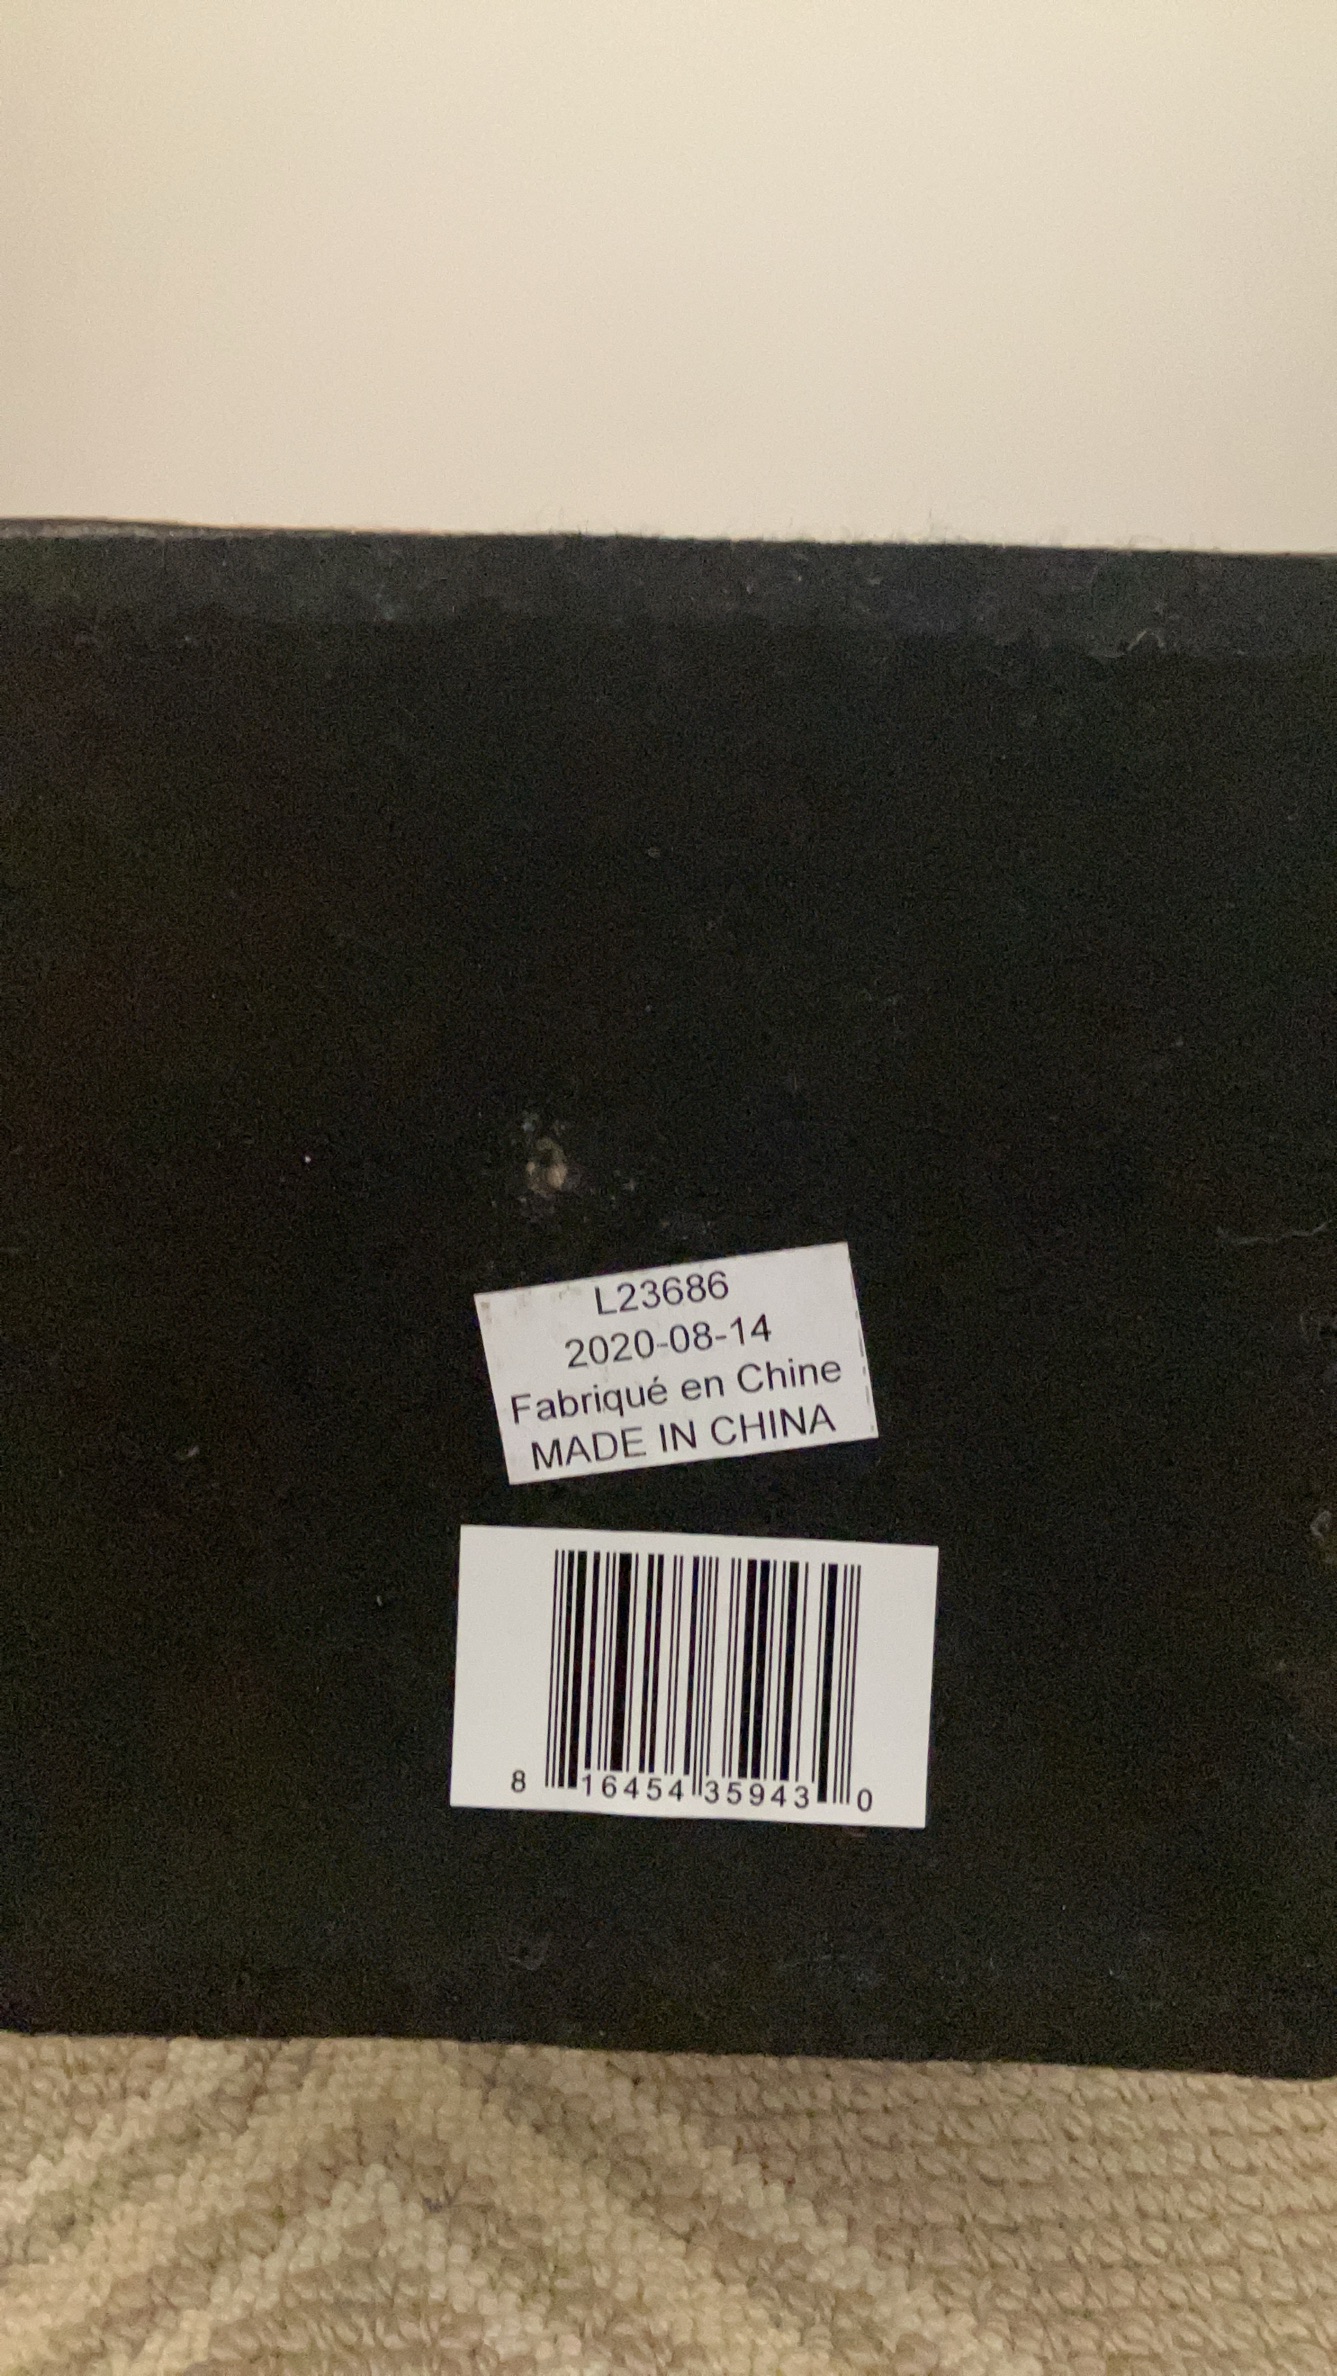 L23686
2020-08-14
Fabriqué en Chine
MADE IN CHINA
8 16454 35943 0